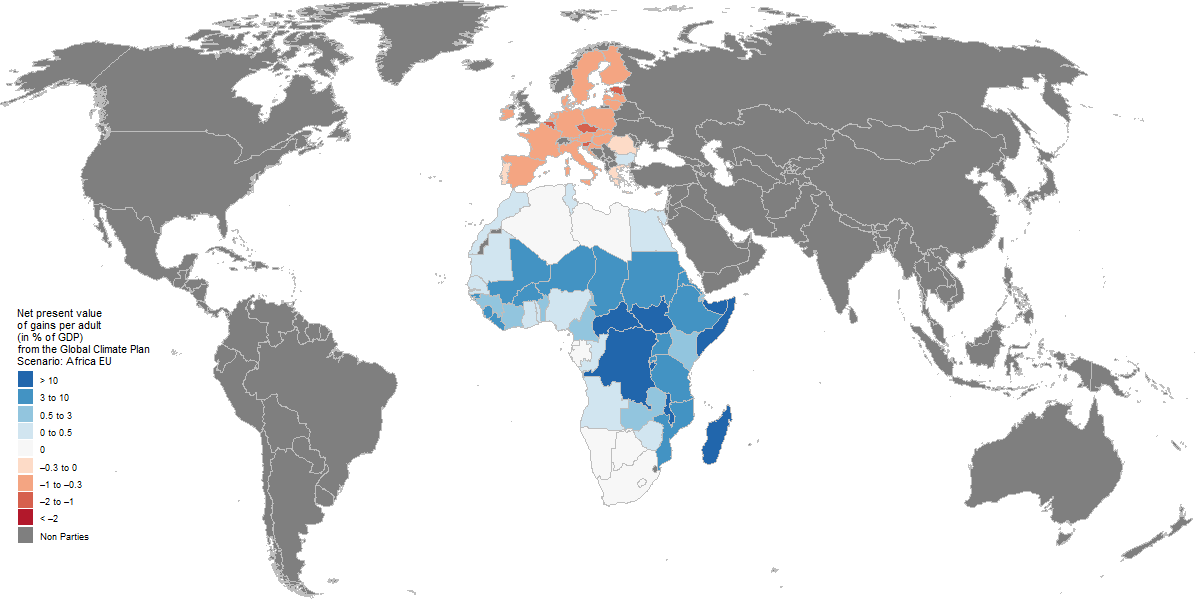 Net present value
of gains per adult
(in % of GDP)
from the Global Climate Plan
Scenario: Africa EU
> 10
3 to 10
0.5 to 3
0 to 0.5
0
–0.3 to 0
–1 to –0.3
–2 to –1
< –2
Non Parties